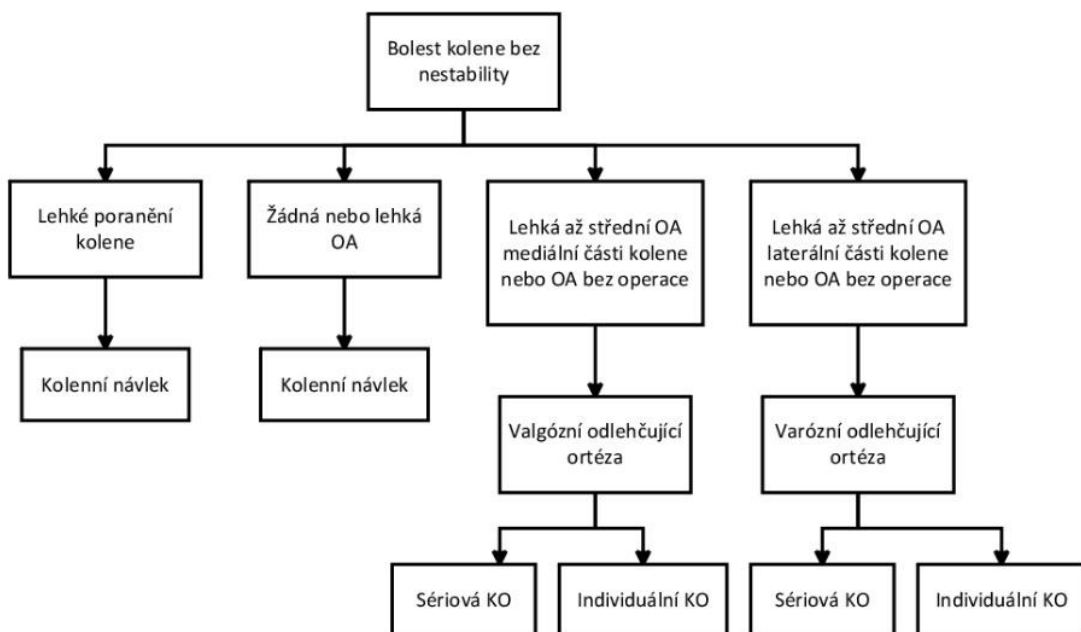 Bolest kolene bez
nestability
Lehké poranění
kolene
Žádná nebo lehká
OA
Lehká až střední OA
mediální části kolene
nebo OA bez operace
Lehká až střední OA
laterální části kolene
nebo OA bez operace
Kolenní návlek
Kolenní návlek
Valgózní odlehčující
ortéza
Varózní odlehčující
ortéza
Sériová KO
Individuální KO
Sériová KO
Individuální KO